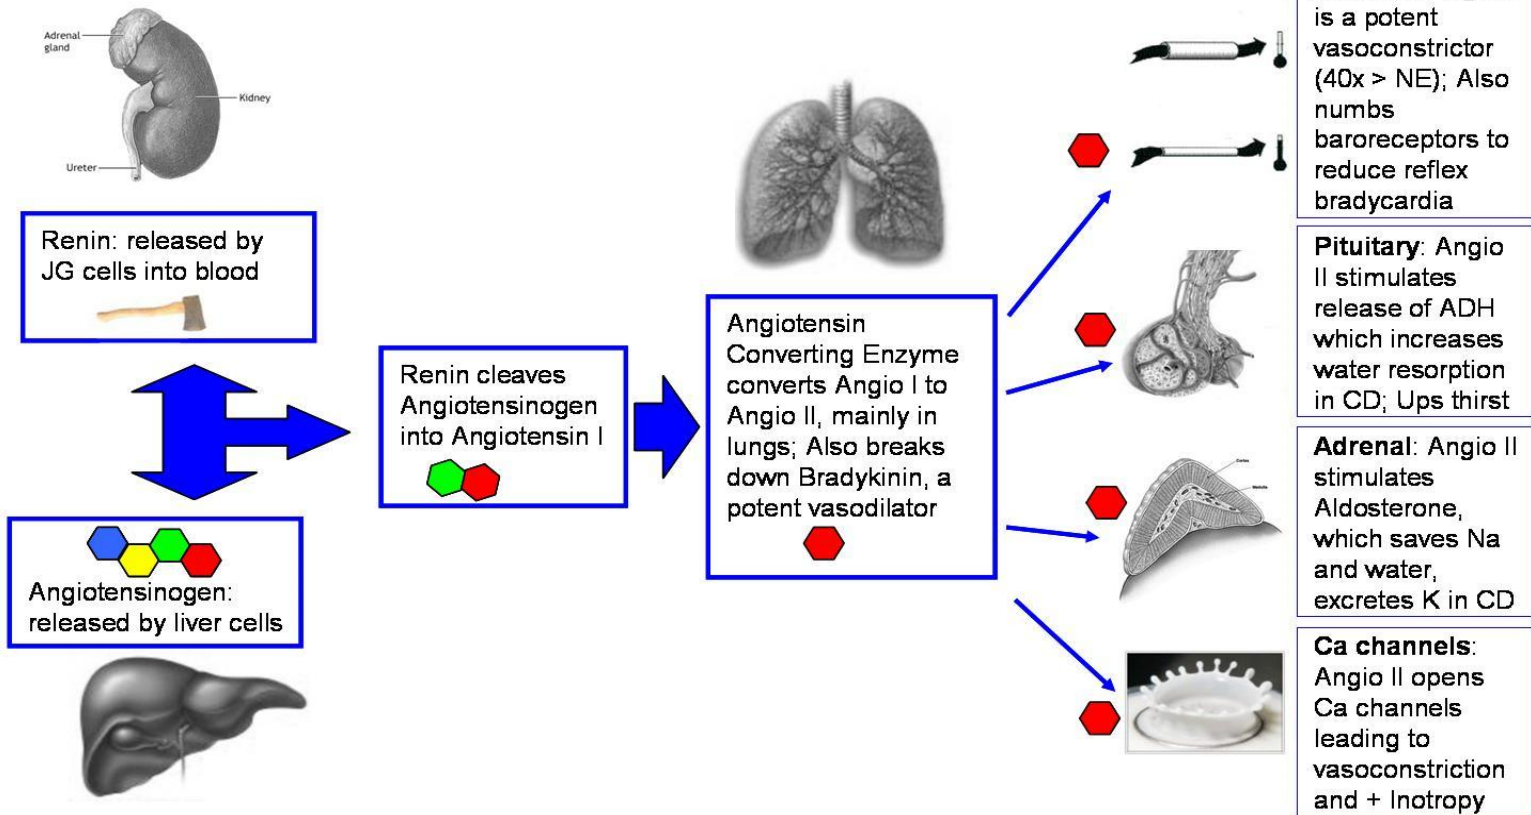 Adrenal
gland
Kidney
Ureter
Renin: released by
JG cells into blood
Angiotensinogen:
released by liver cells
Renin cleaves
Angiotensinogen
into Angiotensin I
Angiotensin
Converting Enzyme
converts Angio I to
Angio II, mainly in
lungs; Also breaks
down Bradykinin, a
potent vasodilator
is a potent
vasoconstrictor
(40x > NE); Also
numbs
baroreceptors to
reduce reflex
bradycardia
Pituitary: Angio
II stimulates
release of ADH
which increases
water resorption
in CD; Ups thirst
Cortex
Medulla
Adrenal: Angio II
stimulates
Aldosterone,
which saves Na
and water,
excretes K in CD
Ca channels:
Angio II opens
Ca channels
leading to
vasoconstriction
and + Inotropy